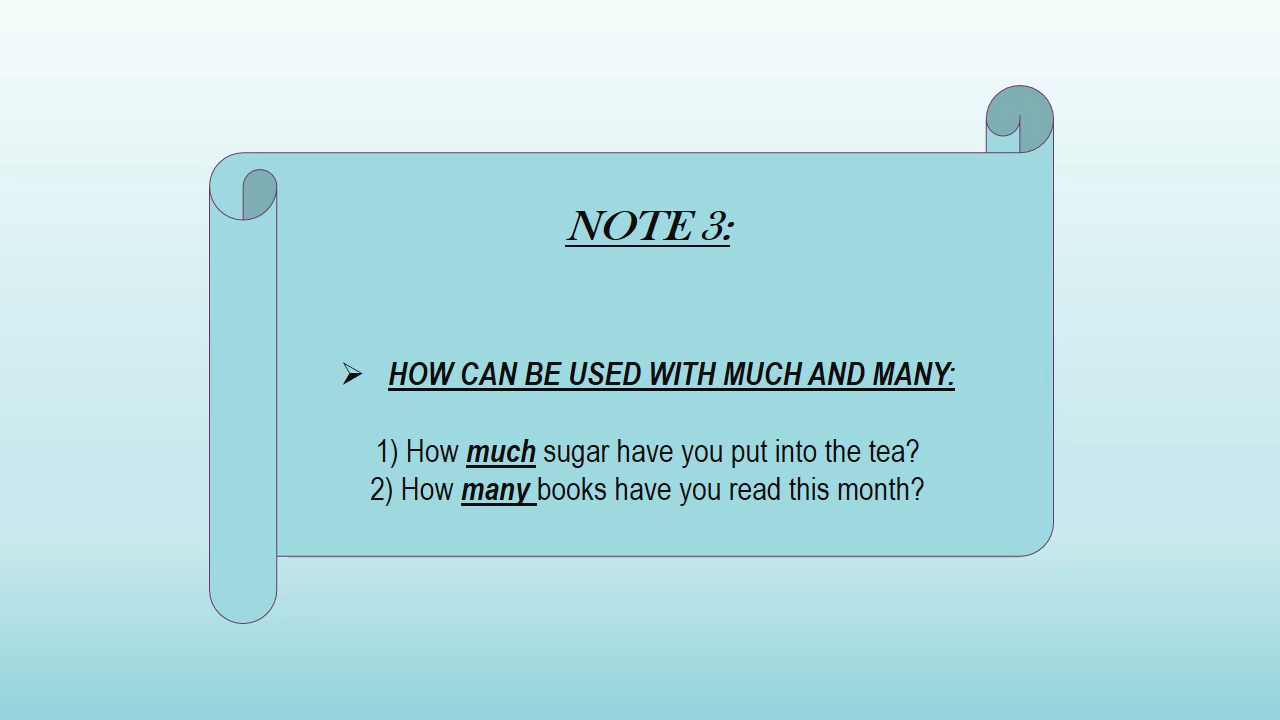 NOTE 3:
➢ HOW CAN BE USED WITH MUCH AND MANY:
1) How much sugar have you put into the tea?
2) How many books have you read this month?